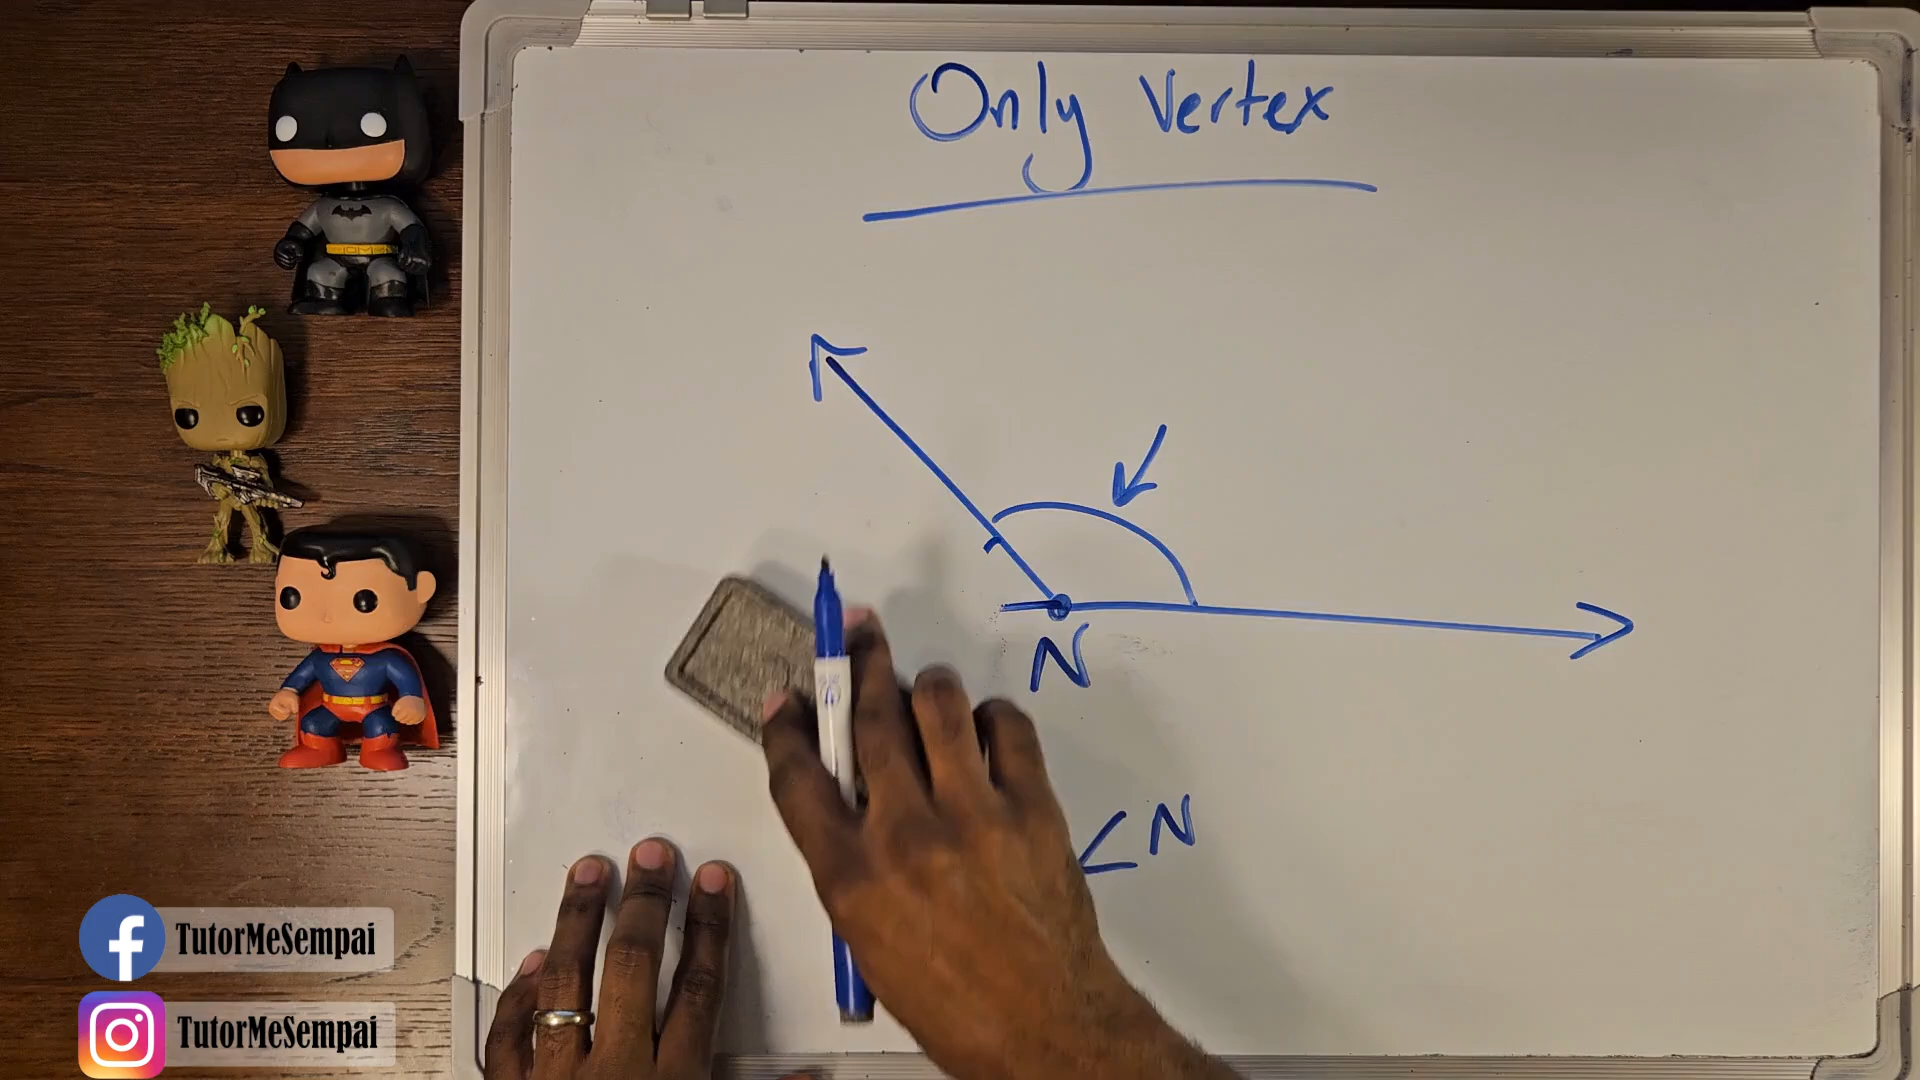 Only Vertex
N
<N
TutorMeSempai
TutorMeSempai